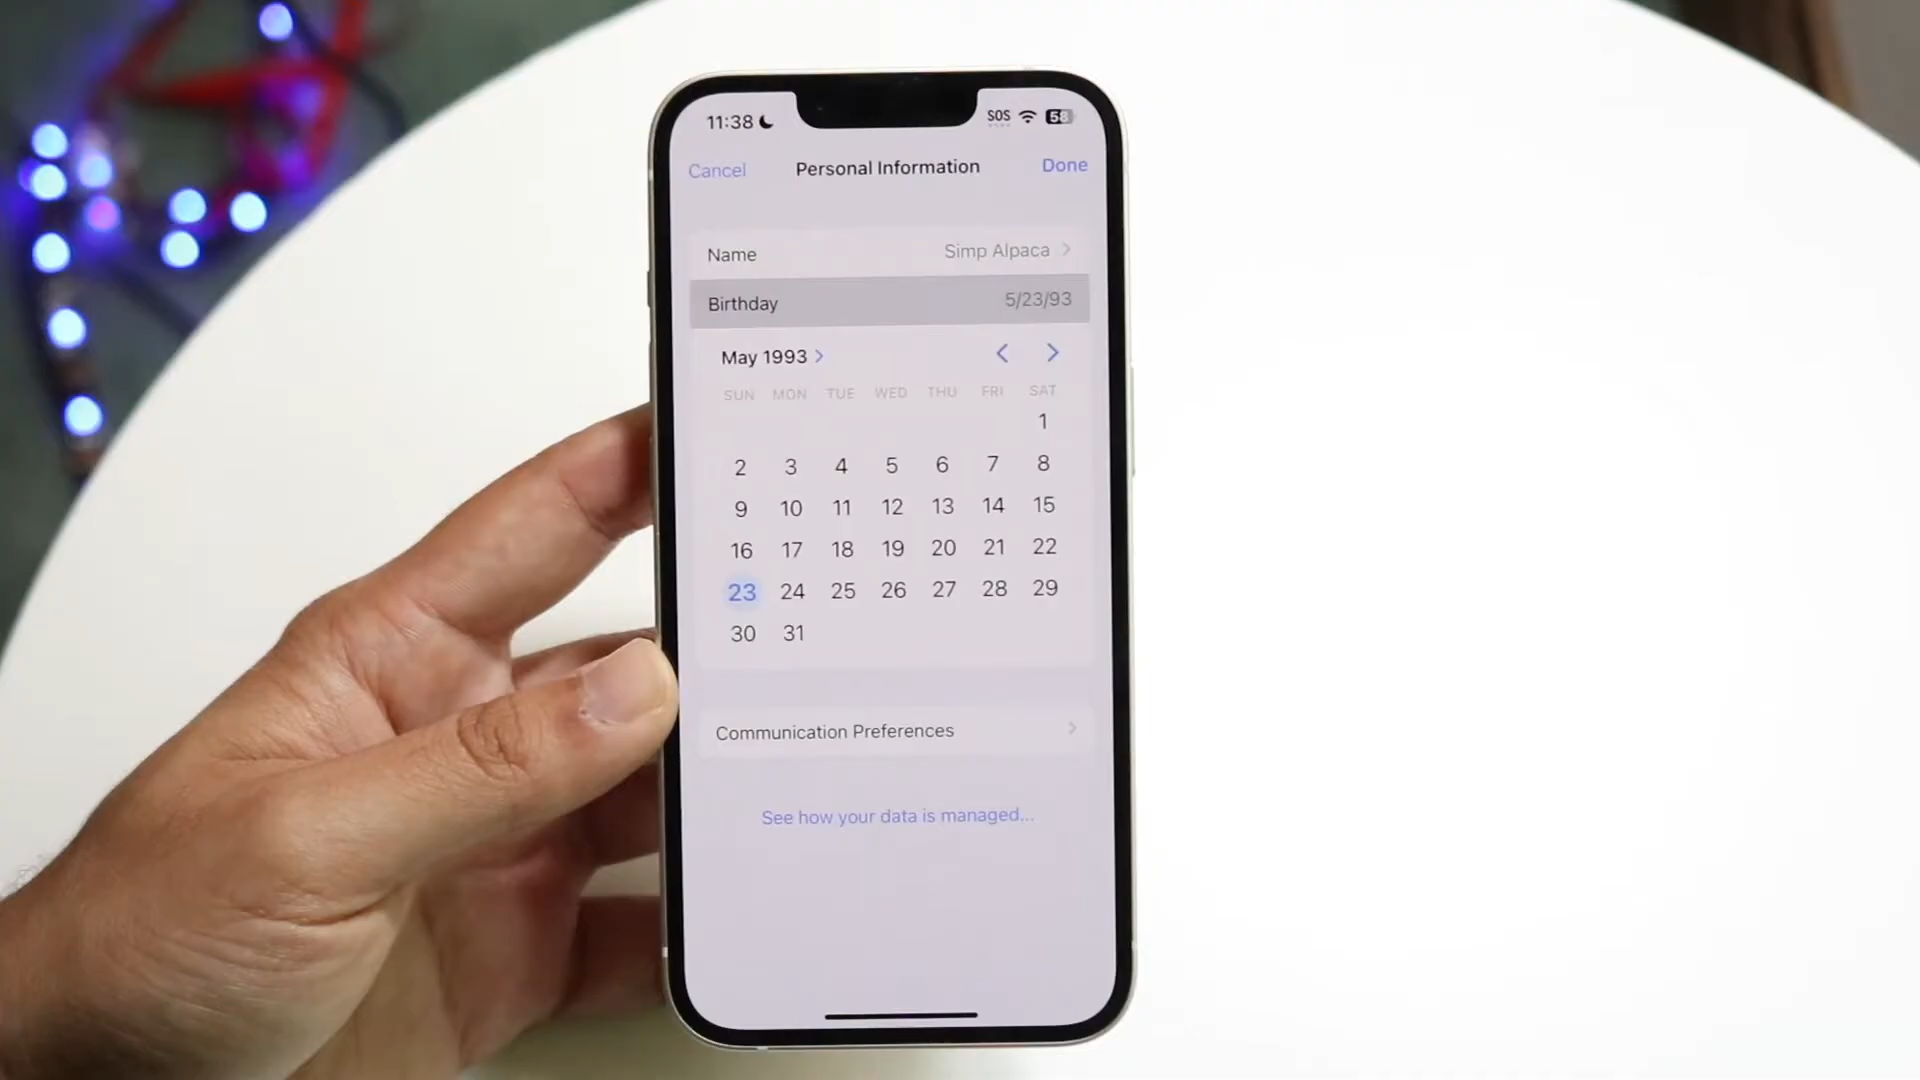 11:38 SOS 58
Cancel Personal Information Done
Name Simp Alpaca
Birthday 5/23/93
May 1993
SUN MON TUE WED THU FRI SAT
1
2 3 4 5 6 7 8
9 10 11 12 13 14 15
16 17 18 19 20 21 22
23 24 25 26 27 28 29
30 31
Communication Preferences
See how your data is managed...